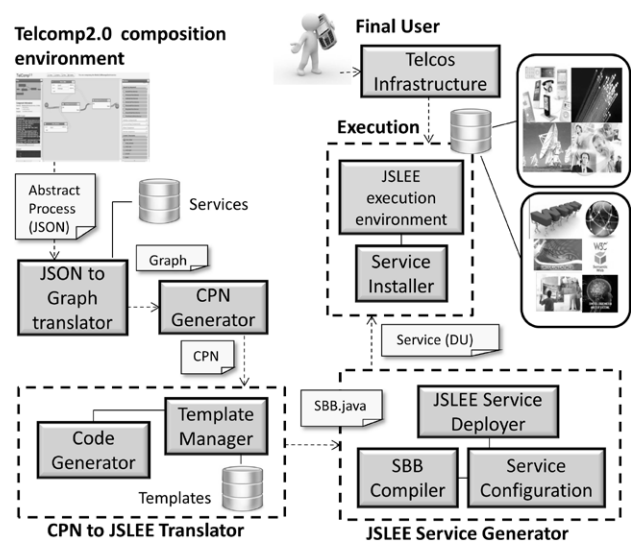 Telcomp2.0 composition
environment
Final User
Telcos
Infrastructure
Execution
Abstract
Process
(JSON)
Services
JSLEE
execution
environment
Service
Installer
JSON to
Graph
translator
Graph
CPN
Generator
CPN
Service (DU)
Code
Generator
Template
Manager
Templates
CPN to JSLEE Translator
SBB.java
JSLEE Service
Deployer
SBB
Compiler
Service
Configuration
JSLEE Service Generator